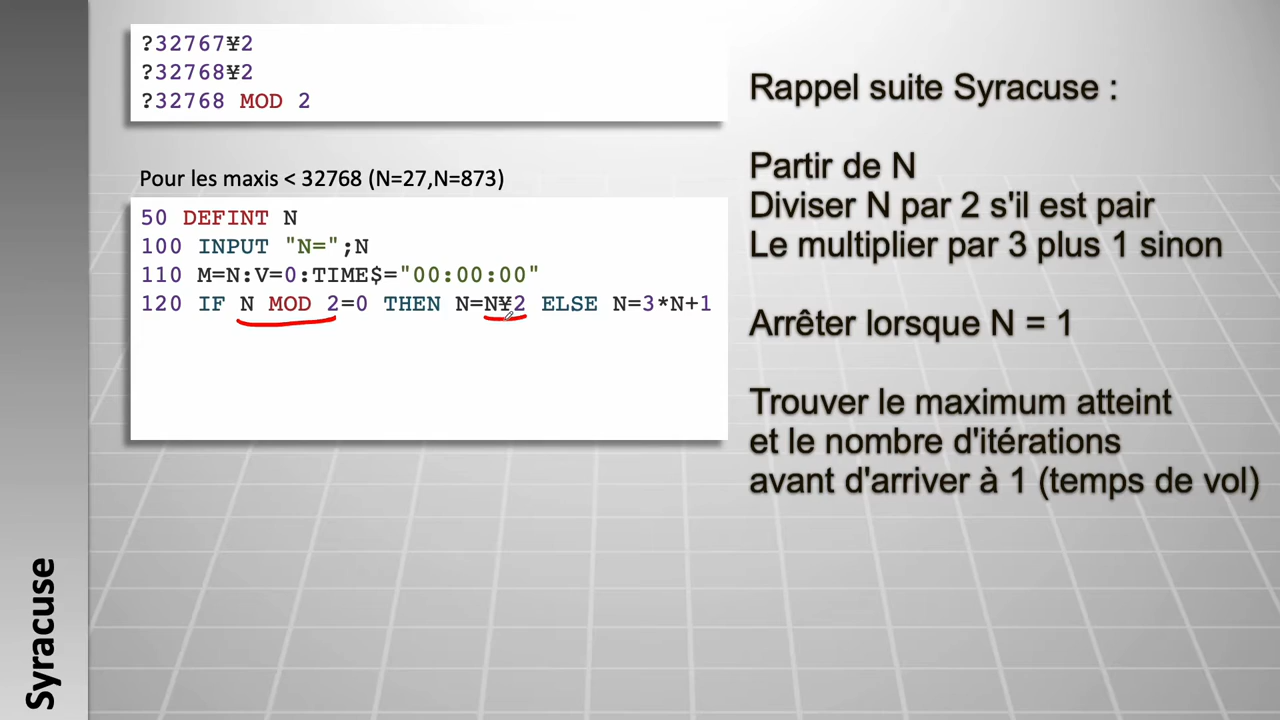 ?32767¥2
?32768¥2
?32768 MOD 2
Pour les maxis < 32768 (N=27,N=873)
50 DEFINT N
100 INPUT "N=";N
110 M=N:V=0:TIME$="00:00:00"
120 IF N MOD 2=0 THEN N=N¥2 ELSE N=3*N+1
Rappel suite Syracuse :
Partir de N
Diviser N par 2 s'il est pair
Le multiplier par 3 plus 1 sinon
Arrêter lorsque N = 1
Trouver le maximum atteint
et le nombre d'itérations
avant d'arriver à 1 (temps de vol)
Syracuse